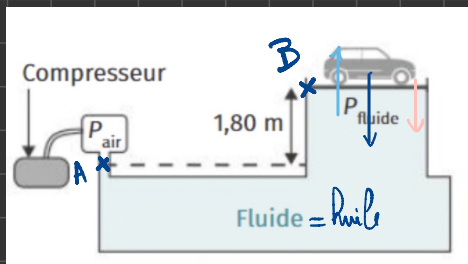 B
Compresseur
P air
1,80 m
P fluide
A
Fluide = huile